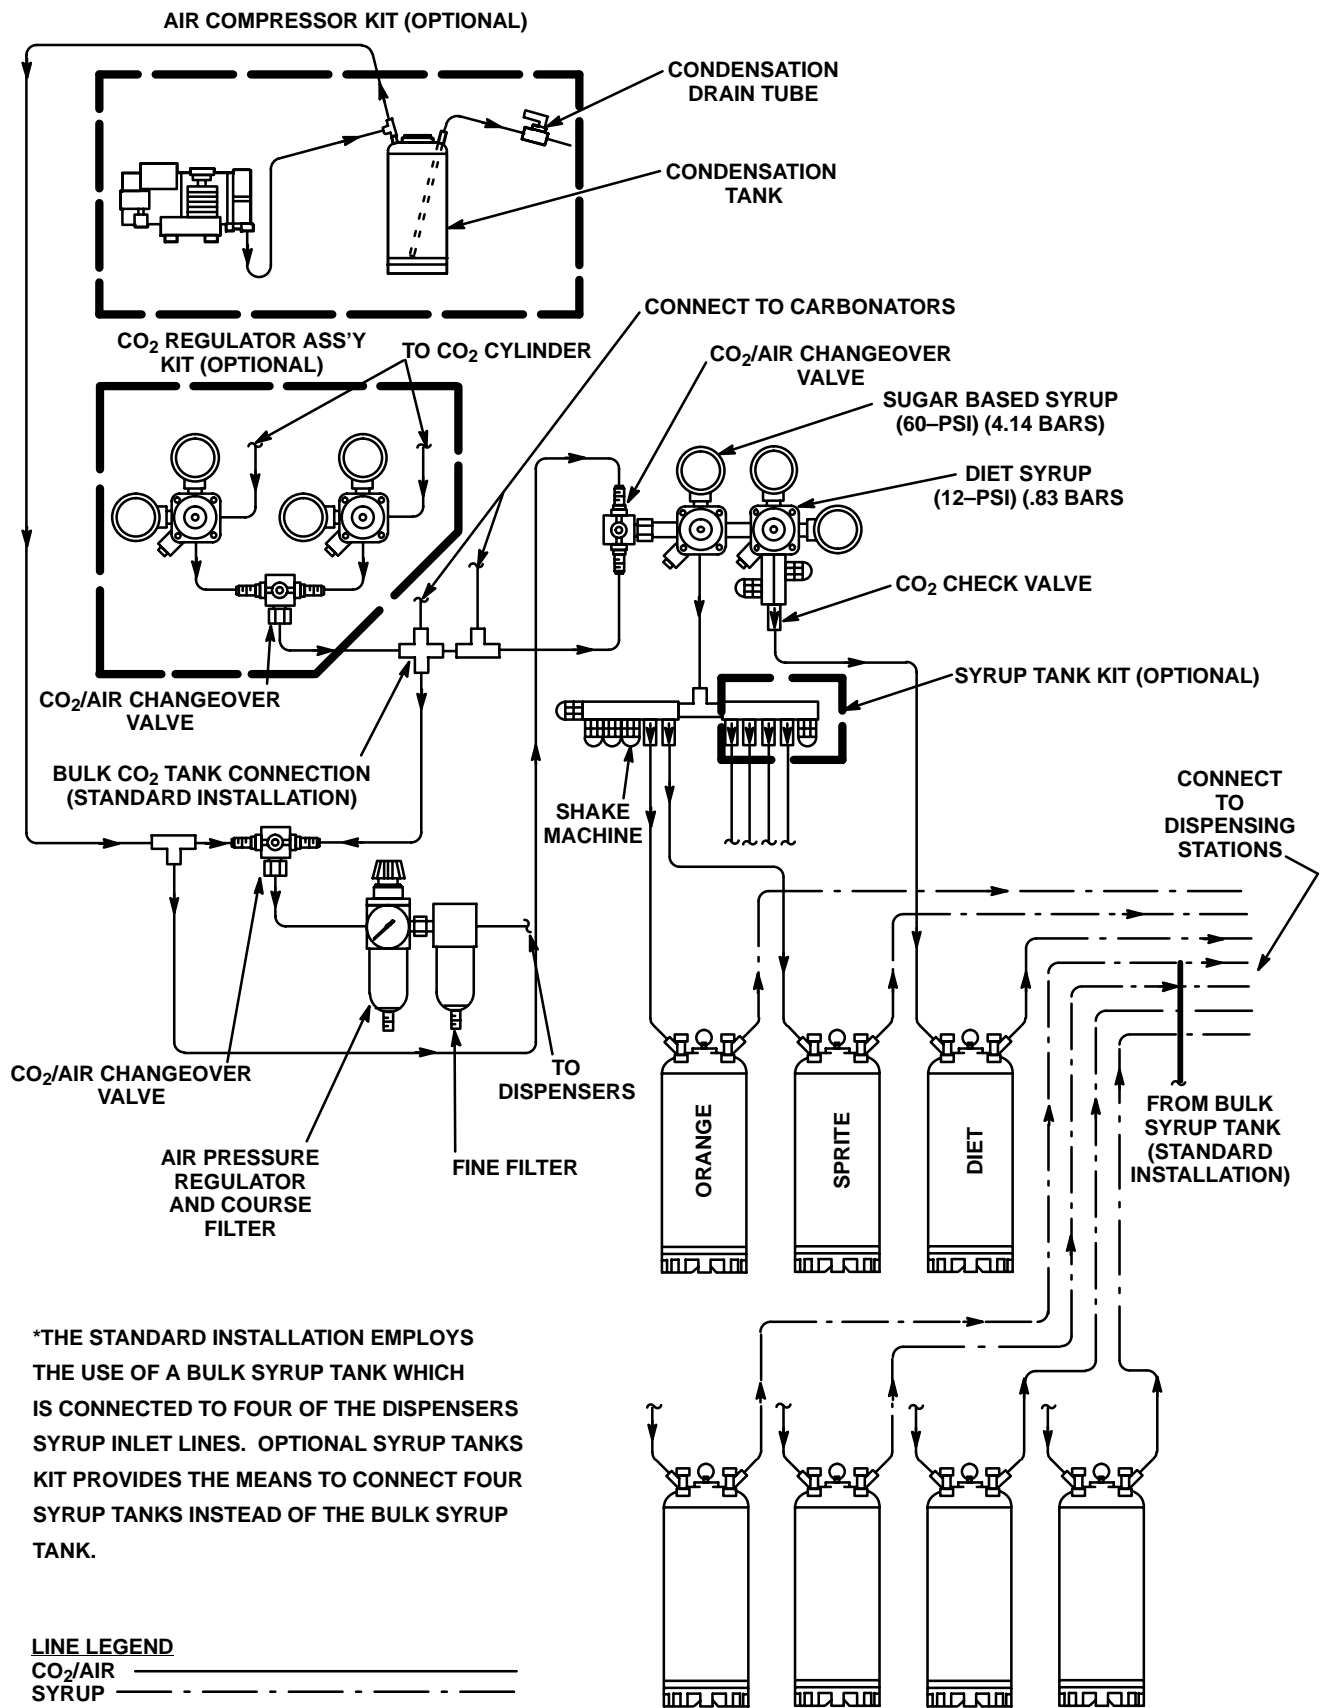 AIR COMPRESSOR KIT (OPTIONAL)
CONDENSATION
DRAIN TUBE
CONDENSATION
TANK
CONNECT TO CARBONATORS
CO2 REGULATOR ASS'Y
KIT (OPTIONAL)
TO CO2 CYLINDER
CO2/AIR CHANGEOVER
VALVE
SUGAR BASED SYRUP
(60–PSI) (4.14 BARS)
DIET SYRUP
(12–PSI) (.83 BARS
CO2 CHECK VALVE
SYRUP TANK KIT (OPTIONAL)
CO2/AIR CHANGEOVER
VALVE
BULK CO2 TANK CONNECTION
(STANDARD INSTALLATION)
SHAKE
MACHINE
CONNECT
TO
DISPENSING
STATIONS
CO2/AIR CHANGEOVER
VALVE
TO
DISPENSERS
AIR PRESSURE
REGULATOR
AND COURSE
FILTER
FINE FILTER
ORANGE
SPRITE
DIET
FROM BULK
SYRUP TANK
(STANDARD
INSTALLATION)
*THE STANDARD INSTALLATION EMPLOYS
THE USE OF A BULK SYRUP TANK WHICH
IS CONNECTED TO FOUR OF THE DISPENSERS
SYRUP INLET LINES. OPTIONAL SYRUP TANKS
KIT PROVIDES THE MEANS TO CONNECT FOUR
SYRUP TANKS INSTEAD OF THE BULK SYRUP
TANK.
LINE LEGEND
CO2/AIR
SYRUP